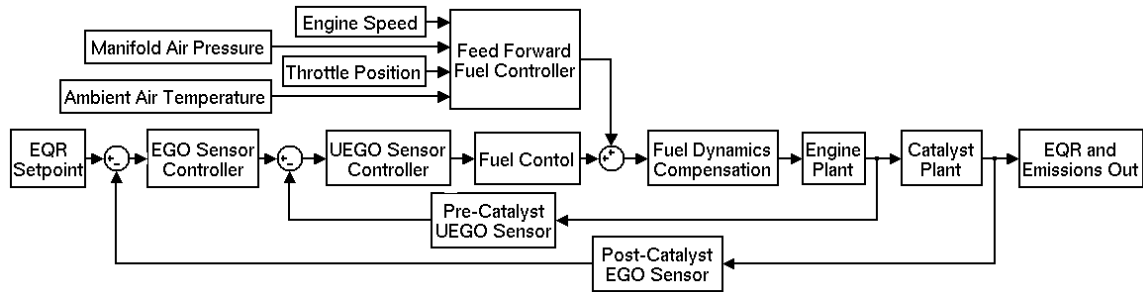 Engine Speed
Manifold Air Pressure
Throttle Position
Ambient Air Temperature
Feed Forward
Fuel Controller
EQR
Setpoint
+
-
EGO Sensor
Controller
+
-
UEGO Sensor
Controller
Fuel Contol
+
+
Fuel Dynamics
Compensation
Engine
Plant
Catalyst
Plant
EQR and
Emissions Out
Pre-Catalyst
UEGO Sensor
Post-Catalyst
EGO Sensor